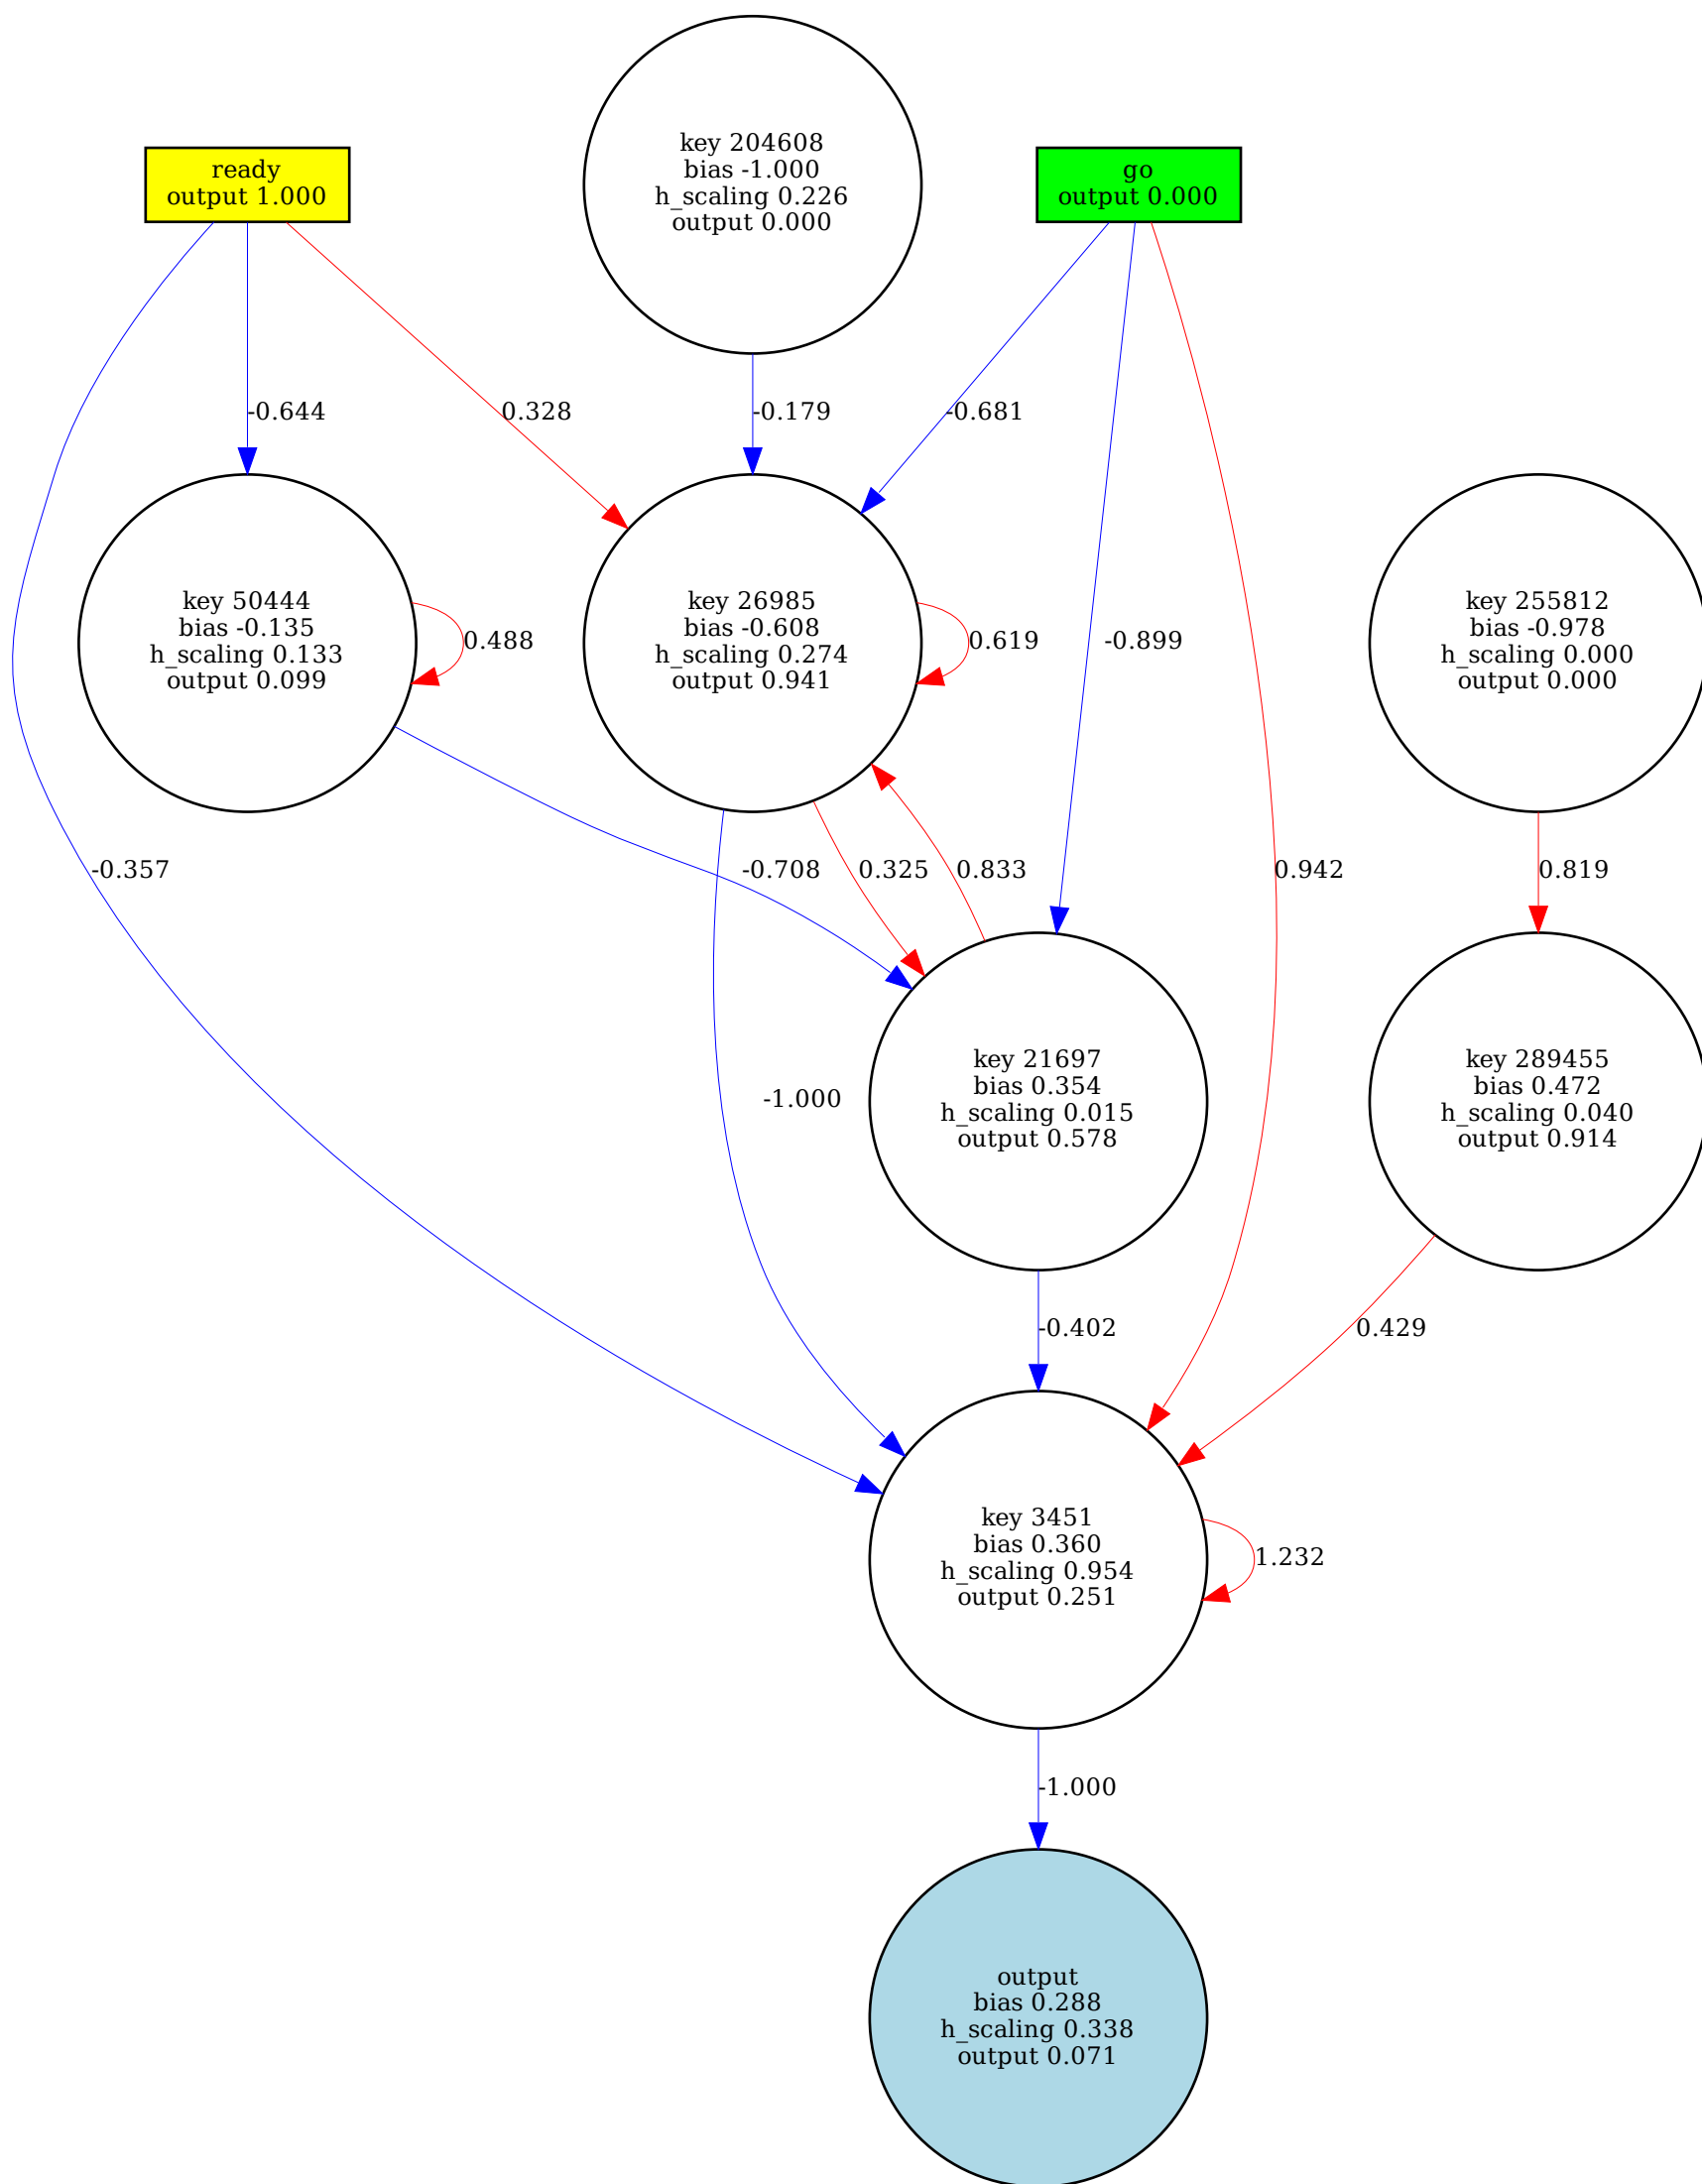 key 204608
bias -1.000
h_scaling 0.226
output 0.000
ready
output 1.000
go
output 0.000
-0.644
0.328
-0.179
-0.681
key 50444
bias -0.135
h_scaling 0.133
output 0.099
0.488
key 26985
bias -0.608
h_scaling 0.274
output 0.941
0.619
-0.899
key 255812
bias -0.978
h_scaling 0.000
output 0.000
-0.357
-0.708
0.325
0.833
0.942
0.819
-1.000
key 21697
bias 0.354
h_scaling 0.015
output 0.578
key 289455
bias 0.472
h_scaling 0.040
output 0.914
-0.402
0.429
key 3451
bias 0.360
h_scaling 0.954
output 0.251
1.232
-1.000
output
bias 0.288
h_scaling 0.338
output 0.071